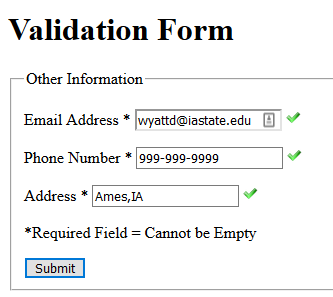 Validation Form
Other Information
Email Address * wyattd@iastate.edu
Phone Number * 999-999-9999
Address * Ames,IA
*Required Field = Cannot be Empty
Submit